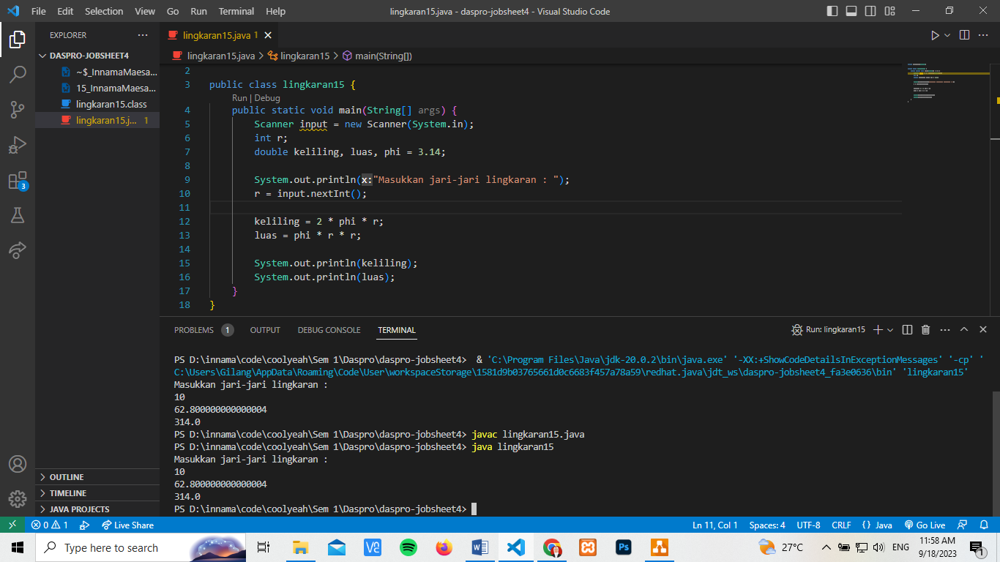 File Edit Selection View Go Run Terminal Help lingkaran15.java - daspro-jobsheet4 - Visual Studio Code
EXPLORER
DASPRO-JOBSHEET4
~$_InnamaMaesa...
15_InnamaMaesa...
lingkaran15.class
lingkaran15.j... 1
OUTLINE
TIMELINE
JAVA PROJECTS
3
lingkaran15.java 1
lingkaran15.java > lingkaran15 > main(String[])
2
3 public class lingkaran15 {
Run | Debug
4 public static void main(String[] args) {
5 Scanner input = new Scanner(System.in);
6 int r;
7 double keliling, luas, phi = 3.14;
8
9 System.out.println(x:"Masukkan jari-jari lingkaran : ");
10 r = input.nextInt();
11
12 keliling = 2 * phi * r;
13 luas = phi * r * r;
14
15 System.out.println(keliling);
16 System.out.println(luas);
17 }
18 }
PROBLEMS 1 OUTPUT DEBUG CONSOLE TERMINAL Run: lingkaran15
PS D:\innama\code\coolyeah\Sem 1\Daspro\daspro-jobsheet4> & 'C:\Program Files\Java\jdk-20.0.2\bin\java.exe' '-XX:+ShowCodeDetailsInExceptionMessages' '-cp' '
C:\Users\Gilang\AppData\Roaming\Code\User\workspaceStorage\1581d9b03765661d0c6683f457a78a59\redhat.java\jdt_ws\daspro-jobsheet4_fa3e0636\bin' 'lingkaran15'
Masukkan jari-jari lingkaran :
10
62.800000000000004
314.0
PS D:\innama\code\coolyeah\Sem 1\Daspro\daspro-jobsheet4> javac lingkaran15.java
PS D:\innama\code\coolyeah\Sem 1\Daspro\daspro-jobsheet4> java lingkaran15
Masukkan jari-jari lingkaran :
10
62.800000000000004
314.0
PS D:\innama\code\coolyeah\Sem 1\Daspro\daspro-jobsheet4>
0 1 Live Share Ln 11, Col 1 Spaces: 4 UTF-8 CRLF {} Java Go Live
Type here to search 27°C ENG 11:58 AM
9/18/2023 1